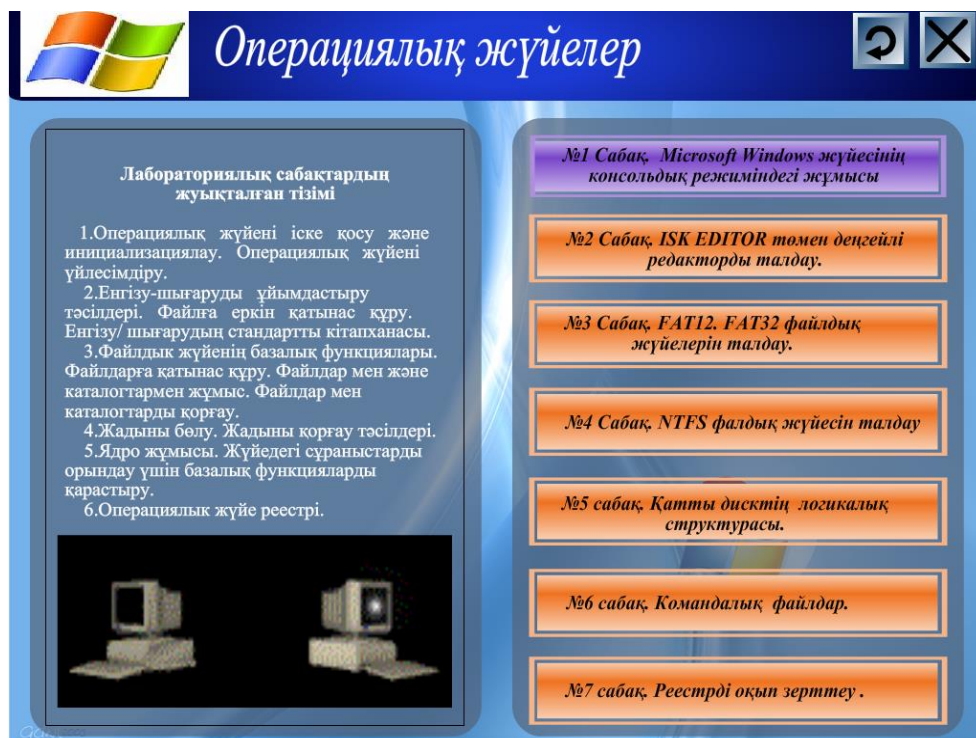 Операциялық жүйелер
Лабораториялық сабақтардың
жуықталған тізімі
1.Операциялық жүйені іске қосу және
инициализациялау. Операциялық жүйені
үйлесімдіру.
2.Енгізу-шығаруды ұйымдастыру
тәсілдері. Файлға еркін қатынас құру.
Енгізу/ шығарудың стандартты кітапханасы.
3.Файлдык жүйенің базалық функциялары.
Файлдарға қатынас құру. Файлдар мен және
каталогтармен жұмыс. Файлдар мен
каталогтарды қорғау.
4.Жадыны бөлу. Жадыны қорғау тәсілдері.
5.Ядро жұмысы. Жүйедегі сұраныстарды
орындау үшін базалық функцияларды
қарастыру.
6.Операциялык жүйе реестрі.
№1 Сабақ. Microsoft Windows жүйесінің
консольдық режиміндегі жұмысы
№2 Сабақ. ISK EDITOR төмен деңгейлі
редакторды талдау.
№3 Сабақ. FAT12. FAT32 файлдық
жүйелерін талдау.
№4 Сабақ. NTFS фалдық жүйесін талдау
№5 сабақ. Қатты дисктің логикалық
структурасы.
№6 сабақ. Командалық файлдар.
№7 сабақ. Реестрді оқып зерттеу .